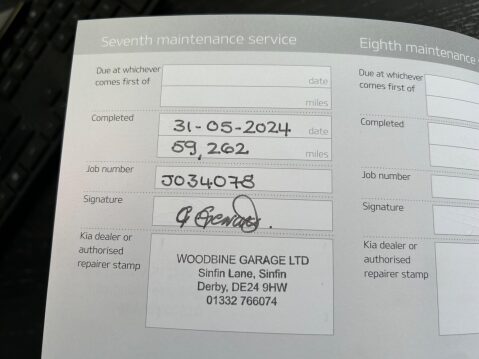 Seventh maintenance service
Due at whichever
comes first of
date
miles
Completed
31-05-2024 date
59,262 miles
Job number
J034078
Signature
Kia dealer or
authorised
repairer stamp
WOODBINE GARAGE LTD
Sinfin Lane, Sinfin
Derby, DE24 9HW
01332 766074
Eighth maintenance
Due at whichever
comes first of
Completed
Job number
Signature
Kia dealer or
authorised
repairer stamp